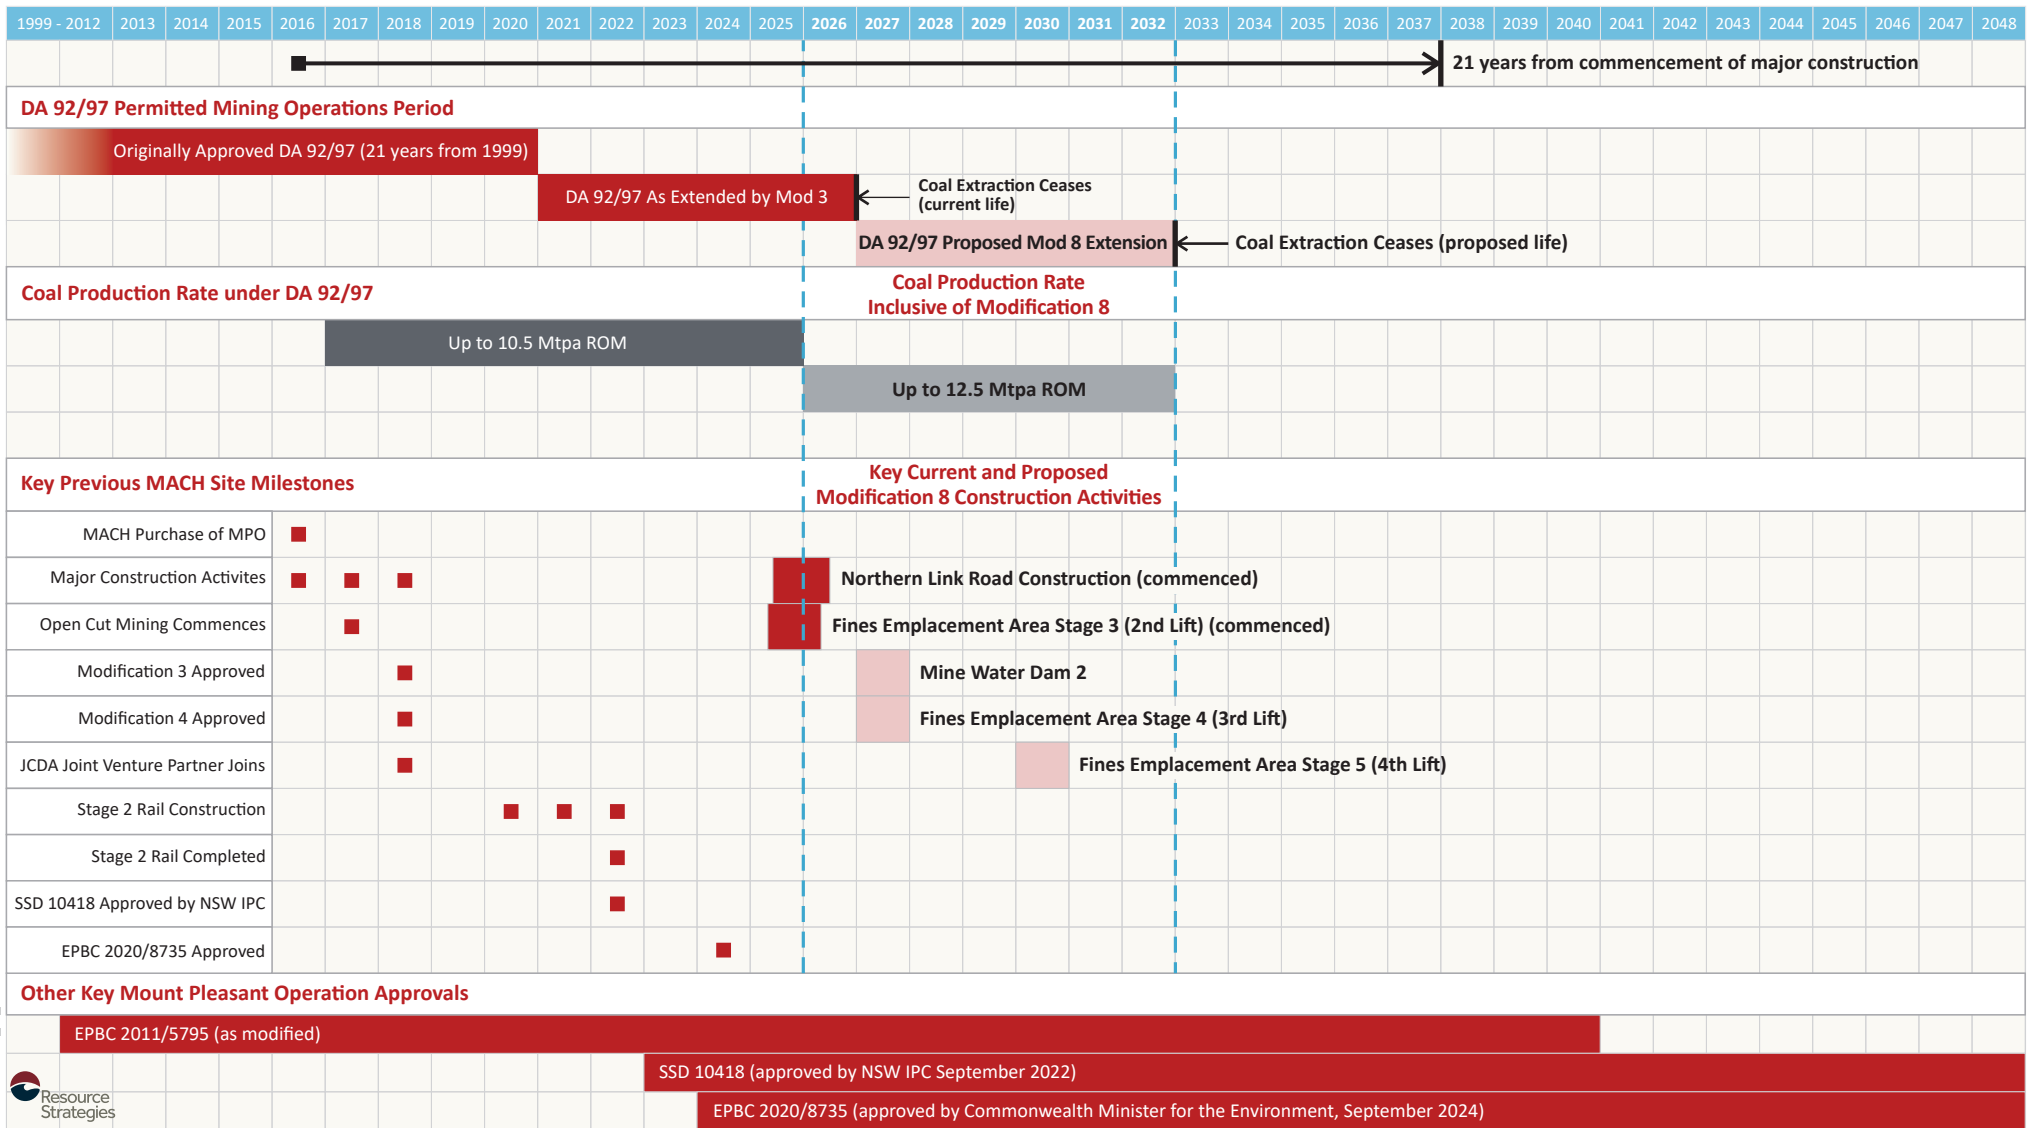 1999 - 2012 2013 2014 2015 2016 2017 2018 2019 2020 2021 2022 2023 2024 2025 2026 2027 2028 2029 2030 2031 2032 2033 2034 2035 2036 2037 2038 2039 2040 2041 2042 2043 2044 2045 2046 2047 2048
21 years from commencement of major construction
DA 92/97 Permitted Mining Operations Period
Originally Approved DA 92/97 (21 years from 1999)
DA 92/97 As Extended by Mod 3
Coal Extraction Ceases
(current life)
DA 92/97 Proposed Mod 8 Extension
Coal Extraction Ceases (proposed life)
Coal Production Rate under DA 92/97
Coal Production Rate
Inclusive of Modification 8
Up to 10.5 Mtpa ROM
Up to 12.5 Mtpa ROM
Key Previous MACH Site Milestones
Key Current and Proposed
Modification 8 Construction Activities
MACH Purchase of MPO
Major Construction Activites
Northern Link Road Construction (commenced)
Open Cut Mining Commences
Fines Emplacement Area Stage 3 (2nd Lift) (commenced)
Modification 3 Approved
Mine Water Dam 2
Modification 4 Approved
Fines Emplacement Area Stage 4 (3rd Lift)
JCDA Joint Venture Partner Joins
Fines Emplacement Area Stage 5 (4th Lift)
Stage 2 Rail Construction
Stage 2 Rail Completed
SSD 10418 Approved by NSW IPC
EPBC 2020/8735 Approved
Other Key Mount Pleasant Operation Approvals
EPBC 2011/5795 (as modified)
SSD 10418 (approved by NSW IPC September 2022)
EPBC 2020/8735 (approved by Commonwealth Minister for the Environment, September 2024)
Resource
Strategies